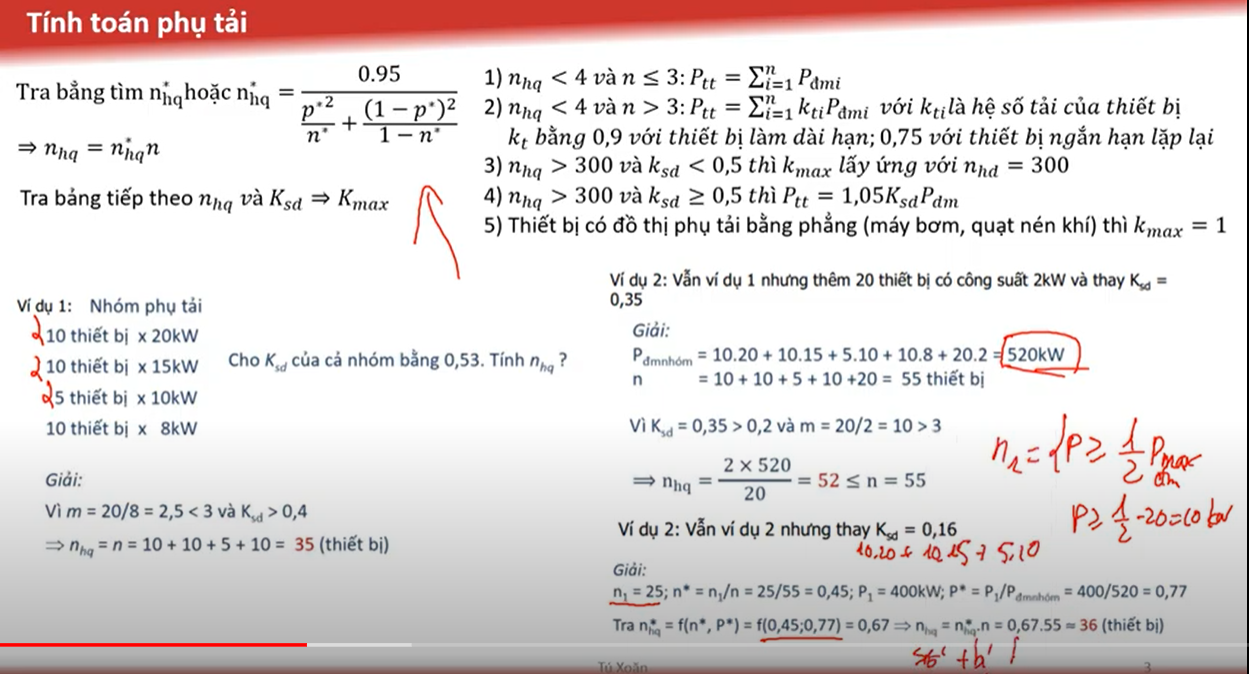 Tính toán phụ tải
Tra bằng tìm n*hq hoặc n*hq = 0.95 / (p*²/n* + (1 − p*)²/(1 − n*))
⇒ nhq = n*hq n
Tra bảng tiếp theo nhq và Ksd ⇒ Kmax
1) nhq < 4 và n ≤ 3: Ptt = ∑ⁿi=1 Pđmi
2) nhq < 4 và n > 3: Ptt = ∑ⁿi=1 kti Pđmi với kti là hệ số tải của thiết bị
kt bằng 0,9 với thiết bị làm dài hạn; 0,75 với thiết bị ngắn hạn lặp lại
3) nhq > 300 và ksd < 0,5 thì kmax lấy ứng với nhd = 300
4) nhq > 300 và ksd ≥ 0,5 thì Ptt = 1,05KsdPdm
5) Thiết bị có đồ thị phụ tải bằng phẳng (máy bơm, quạt nén khí) thì kmax = 1
Ví dụ 1: Nhóm phụ tải
10 thiết bị x 20kW
10 thiết bị x 15kW
5 thiết bị x 10kW
10 thiết bị x 8kW
Cho Ksd của cả nhóm bằng 0,53. Tính nhq ?
Giải:
Vì m = 20/8 = 2,5 < 3 và Ksd > 0,4
⇒ nhq = n = 10 + 10 + 5 + 10 = 35 (thiết bị)
Ví dụ 2: Vẫn ví dụ 1 nhưng thêm 20 thiết bị có công suất 2kW và thay Ksd =
0,35
Giải:
Pđmnhóm = 10.20 + 10.15 + 5.10 + 10.8 + 20.2 = 520kW
n = 10 + 10 + 5 + 10 +20 = 55 thiết bị
Vì Ksd = 0,35 > 0,2 và m = 20/2 = 10 > 3
⟹ nhq = (2 × 520)/20 = 52 ≤ n = 55
n1 = {P ≥ 1/2 Pmax đm
P ≥ 1/2 · 20 = 10 kW
Ví dụ 2: Vẫn ví dụ 2 nhưng thay Ksd = 0,16
10.20 + 10.15 + 5.10
Giải:
n1 = 25; n* = n1/n = 25/55 = 0,45; P1 = 400kW; P* = P1/Pđmnhóm = 400/520 = 0,77
Tra n*hq = f(n*, P*) = f(0,45;0,77) = 0,67 ⟹ nhq = n*hq.n = 0,67.55 = 36 (thiết bị)
Tú Xoăn
3